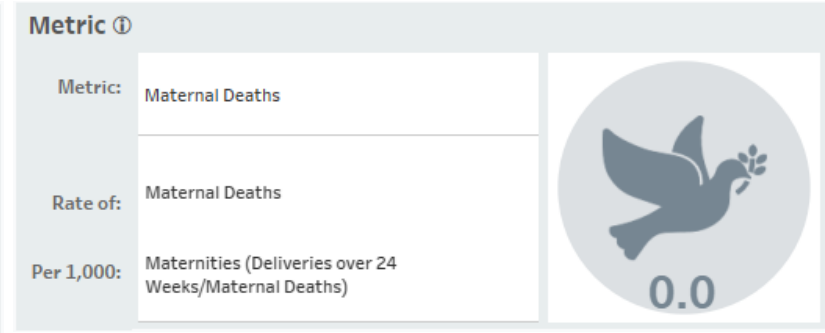 Metric ⓘ
Metric: Maternal Deaths
Rate of: Maternal Deaths
Per 1,000: Maternities (Deliveries over 24
Weeks/Maternal Deaths)
0.0